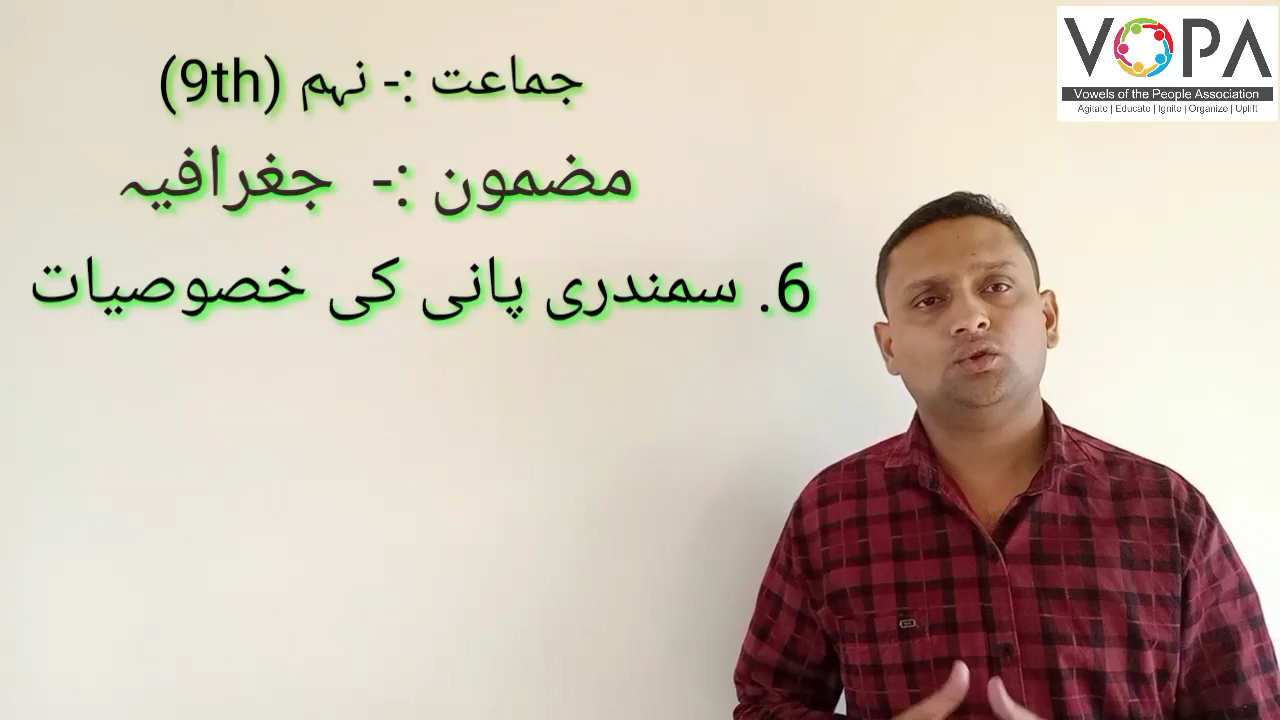 جماعت :- نہم (9th)
مضمون :- جغرافیہ
6. سمندری پانی کی خصوصیات
VOPA
Vowels of the People Association
Agitate | Educate | Ignite | Organize | Uplift